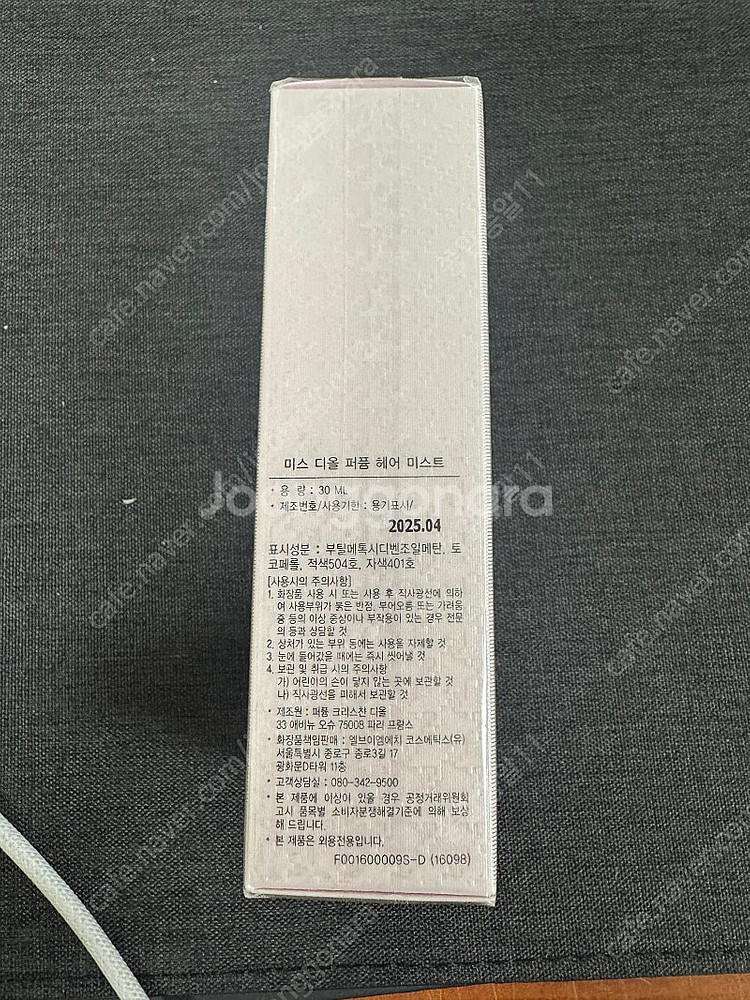 미스 디올 퍼퓸 헤어 미스트
• 용 량 : 30 ML
• 제조번호/사용기한 : 용기표시/
2025.04
표시성분 : 부틸메톡시디벤조일메탄, 토
코페롤, 적색504호, 자색401호
[사용시의 주의사항]
1. 화장품 사용 시 또는 사용 후 직사광선에 의하
여 사용부위가 붉은 반점, 부어오름 또는 가려움
증 등의 이상 증상이나 부작용이 있는 경우 전문
의 등과 상담할 것
2. 상처가 있는 부위 등에는 사용을 자제할 것
3. 눈에 들어갔을 때에는 즉시 씻어낼 것
4. 보관 및 취급 시의 주의사항
가) 어린이의 손이 닿지 않는 곳에 보관할 것
나) 직사광선을 피해서 보관할 것
• 제조원 : 퍼퓸 크리스챤 디올
33 애비뉴 오슈 75008 파리 프랑스
• 화장품책임판매 : 엘브이엠에치 코스메틱스(유)
서울특별시 종로구 종로3길 17
광화문D타워 11층
• 고객상담실 : 080-342-9500
• 본 제품에 이상이 있을 경우 공정거래위원회
고시 품목별 소비자분쟁해결기준에 의해 보상
해 드립니다.
• 본 제품은 외용전용입니다.
F001600009S-D (16098)
Joonggonara
cafe.naver.com/joonggonara